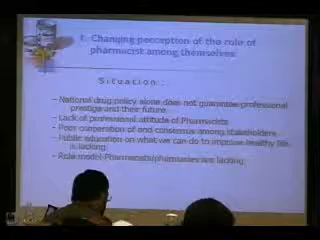 1. Changing perception of the role of
pharmacist among themselves
Situation :
– National drug policy alone does not guarantee professional
prestige and their future.
– Lack of professional attitude of Pharmacists
– Poor cooperation of and consensus among stakeholders
– Public education on what we can do to improve healthy life
is lacking.
– Role model Pharmacists/pharmacies are lacking.